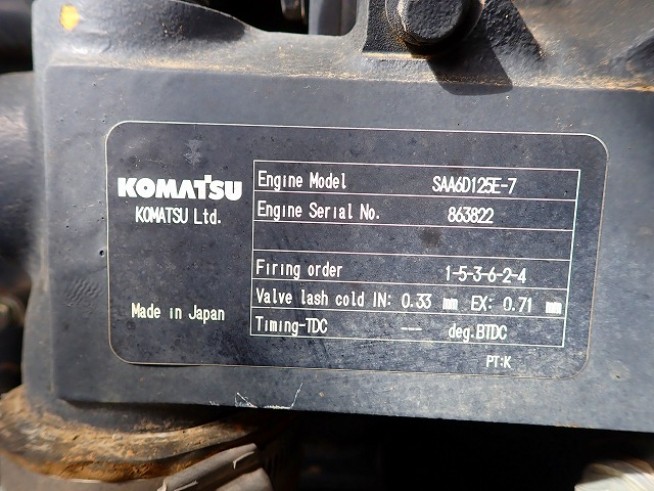 KOMATSU
KOMATSU Ltd.
Made in Japan
Engine Model SAA6D125E-7
Engine Serial No. 863822
Firing order 1-5-3-6-2-4
Valve lash cold IN: 0.33 mm EX: 0.71 mm
Timing-TDC --- deg.BTDC
PT:K